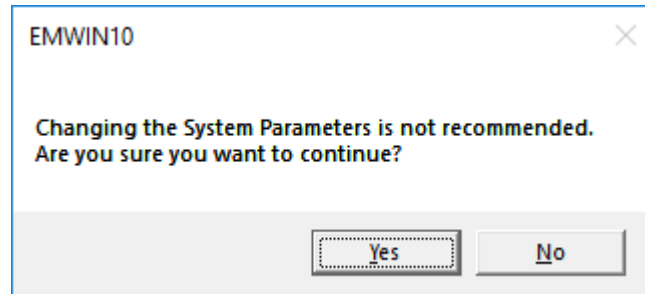 EMWIN10
Changing the System Parameters is not recommended.
Are you sure you want to continue?
Yes
No